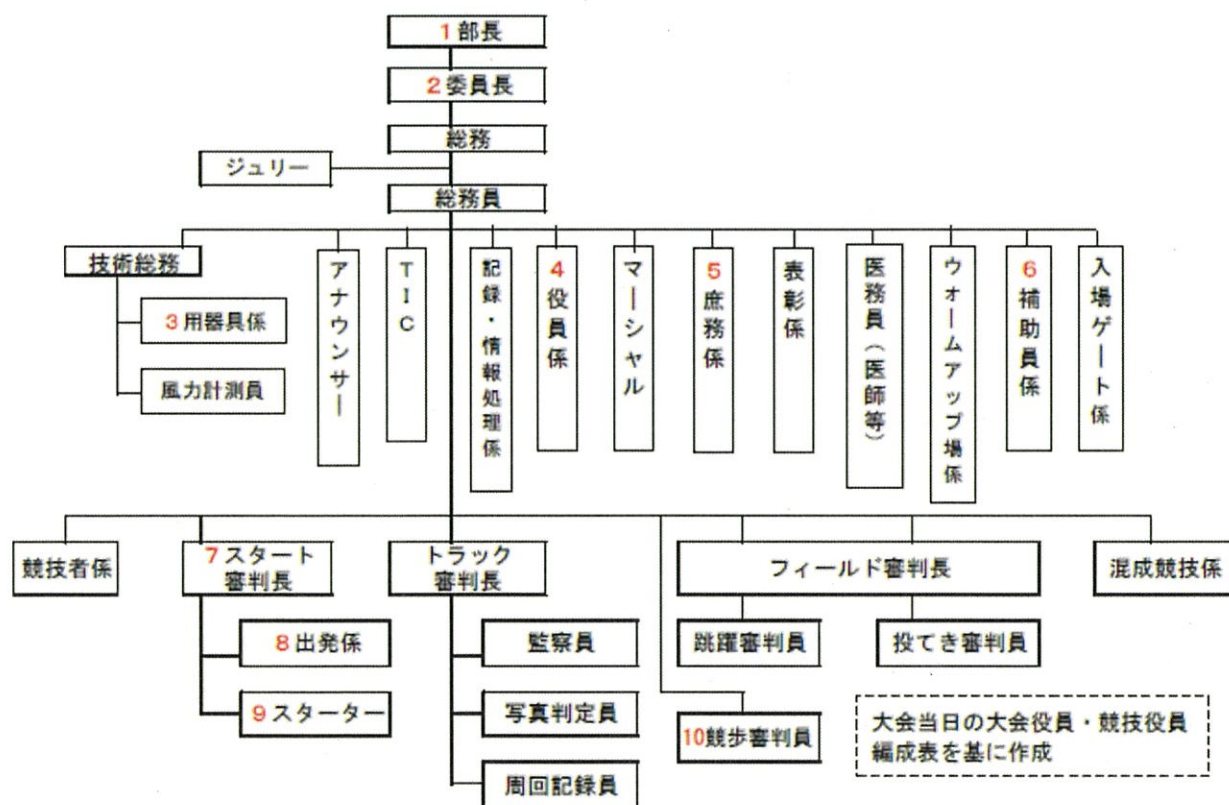 1部長
2委員長
総務
ジュリー
総務員
技術総務
3用器具係
風力計測員
アナウンサー
TIC
記録・情報処理係
4役員係
マーシャル
5庶務係
表彰係
医務員(医師等)
ウォームアップ場係
6補助員係
入場ゲート係
競技者係
7スタート
審判長
トラック
審判長
フィールド審判長
混成競技係
8出発係
監察員
跳躍審判員
投てき審判員
9スターター
写真判定員
10競歩審判員
周回記録員
大会当日の大会役員・競技役員
編成表を基に作成